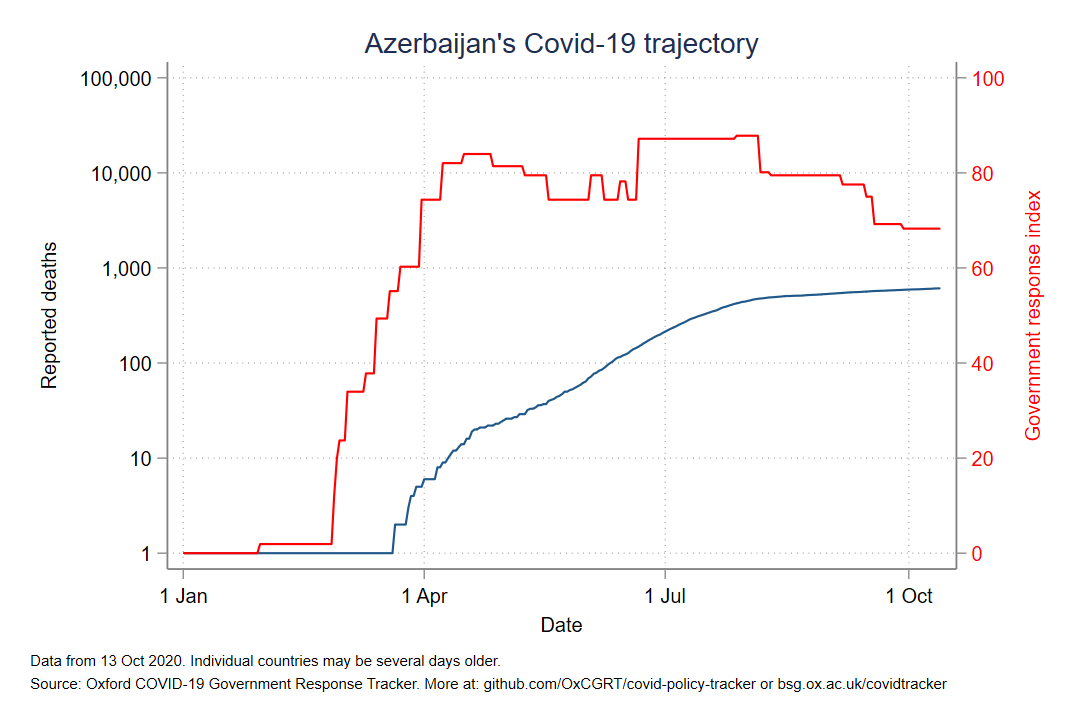 Azerbaijan's Covid-19 trajectory
100,000
10,000
1,000
100
10
1
Reported deaths
100
80
60
40
20
0
Government response index
1 Jan
1 Apr
1 Jul
1 Oct
Date
Data from 13 Oct 2020. Individual countries may be several days older.
Source: Oxford COVID-19 Government Response Tracker. More at: github.com/OxCGRT/covid-policy-tracker or bsg.ox.ac.uk/covidtracker